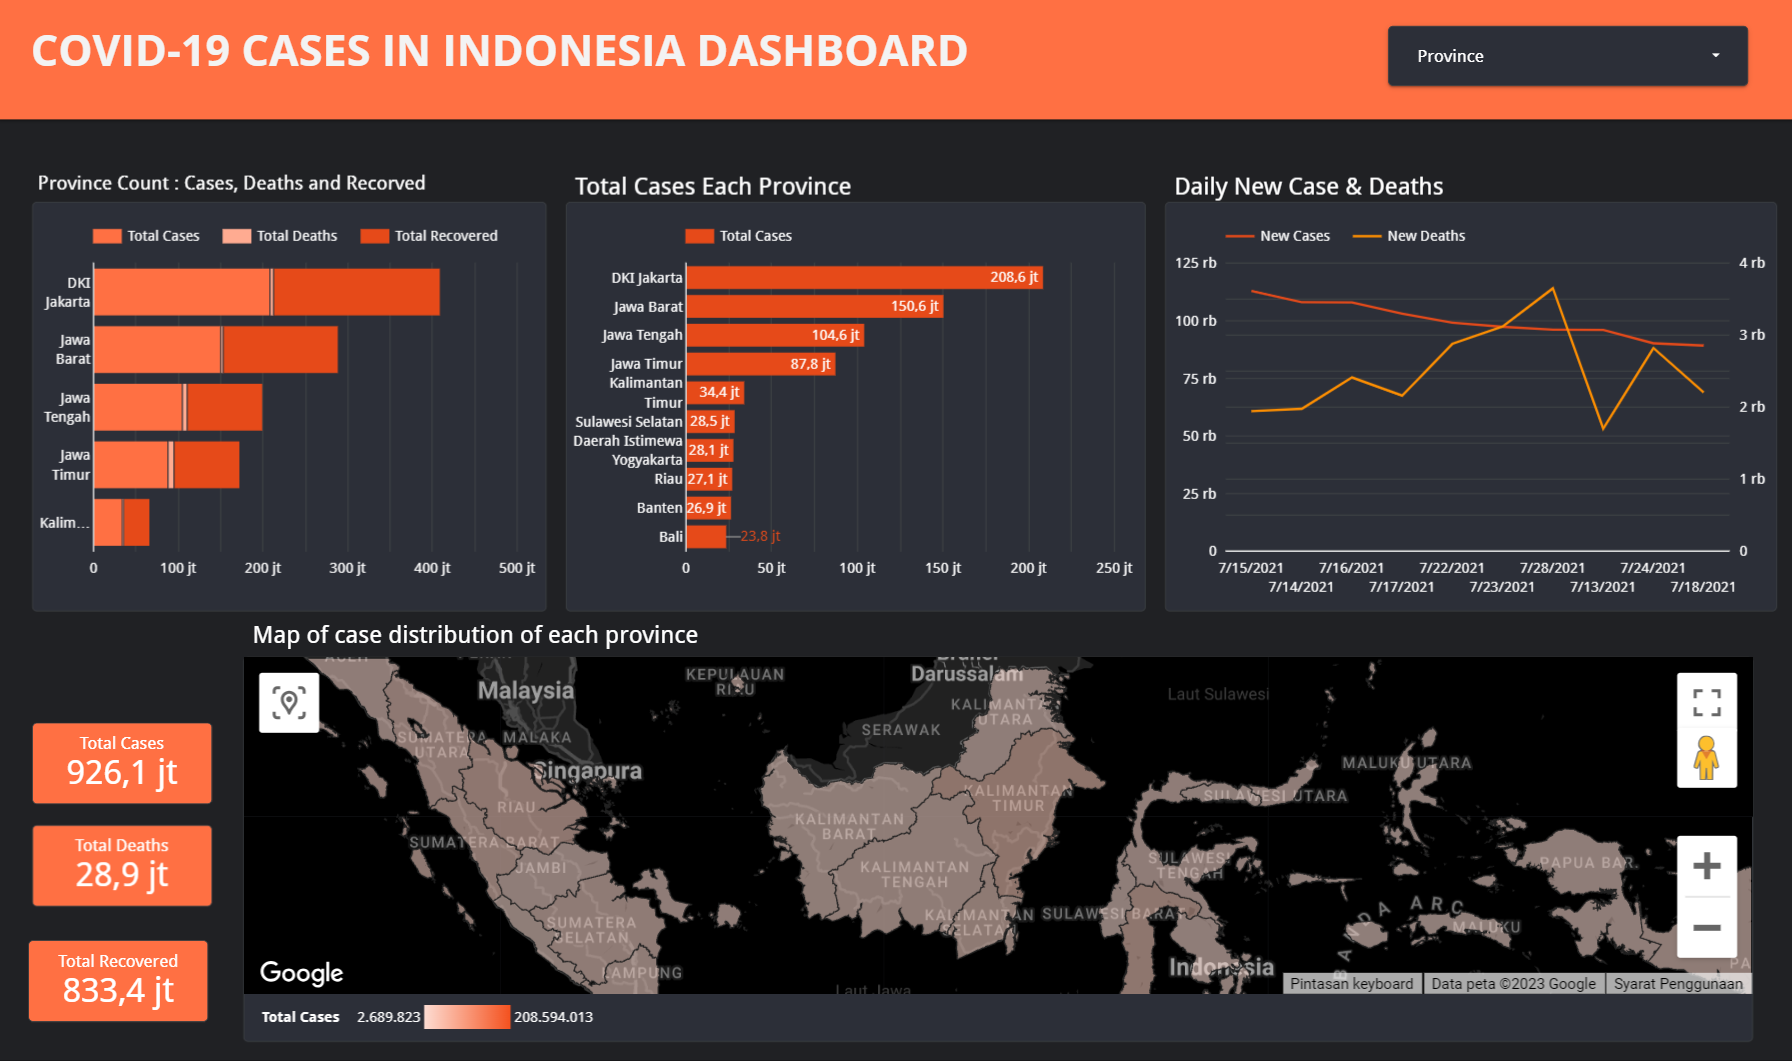 COVID-19 CASES IN INDONESIA DASHBOARD
Province
Province Count : Cases, Deaths and Recorved
Total Cases
Total Deaths
Total Recovered
DKI
Jakarta
Jawa
Barat
Jawa
Tengah
Jawa
Timur
Kalim...
0
100 jt
200 jt
300 jt
400 jt
500 jt
Total Cases Each Province
Total Cases
DKI Jakarta
208,6 jt
Jawa Barat
150,6 jt
Jawa Tengah
104,6 jt
Jawa Timur
87,8 jt
Kalimantan
Timur
34,4 jt
Sulawesi Selatan
28,5 jt
Daerah Istimewa
Yogyakarta
28,1 jt
Riau
27,1 jt
Banten
26,9 jt
Bali
23,8 jt
0
50 jt
100 jt
150 jt
200 jt
250 jt
Daily New Case & Deaths
New Cases
New Deaths
125 rb
100 rb
75 rb
50 rb
25 rb
0
4 rb
3 rb
2 rb
1 rb
0
7/15/2021
7/14/2021
7/16/2021
7/17/2021
7/22/2021
7/23/2021
7/28/2021
7/13/2021
7/24/2021
7/18/2021
Total Cases
926,1 jt
Total Deaths
28,9 jt
Total Recovered
833,4 jt
Map of case distribution of each province
Malaysia
KEPULAUAN
RIAU
Darussalam
KALIMANTAN
UTARA
Laut Sulawesi
SERAWAK
SUMATERA
UTARA
MALAKA
Singapura
MALUKU UTARA
RIAU
KALIMANTAN
TIMUR
SULAWESI UTARA
KALIMANTAN
BARAT
SUMATERA BARAT
JAMBI
KALIMANTAN
TENGAH
SULAWESI
TENGAH
PAPUA BAR
SUMATERA
SELATAN
KALIMANTAN
SELATAN
SULAWESI BARAT
BANDA ARC
MALUKU
LAMPUNG
Indonesia
PA
Laut Jawa
Google
Pintasan keyboard
Data peta ©2023 Google
Syarat Penggunaan
Total Cases
2.689.823
208.594.013